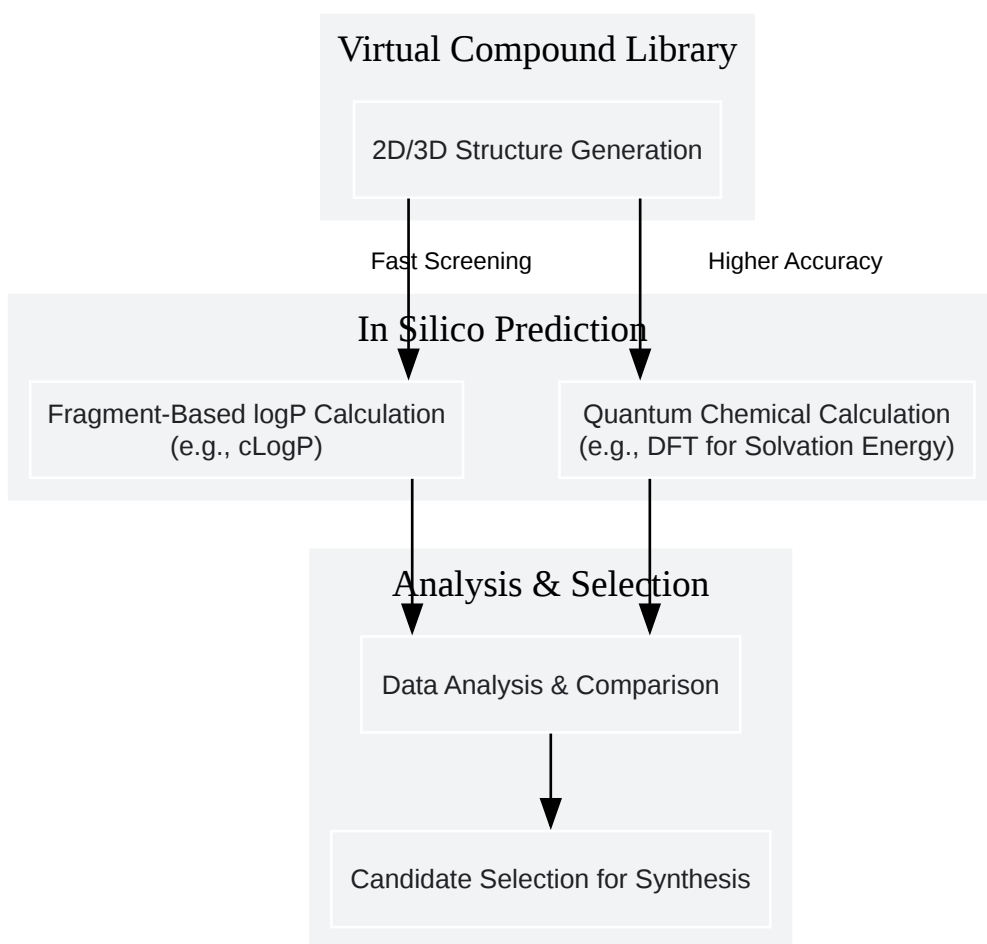 Virtual Compound Library
2D/3D Structure Generation
Fast Screening
Higher Accuracy
In Silico Prediction
Fragment-Based logP Calculation
(e.g., cLogP)
Quantum Chemical Calculation
(e.g., DFT for Solvation Energy)
Analysis & Selection
Data Analysis & Comparison
Candidate Selection for Synthesis